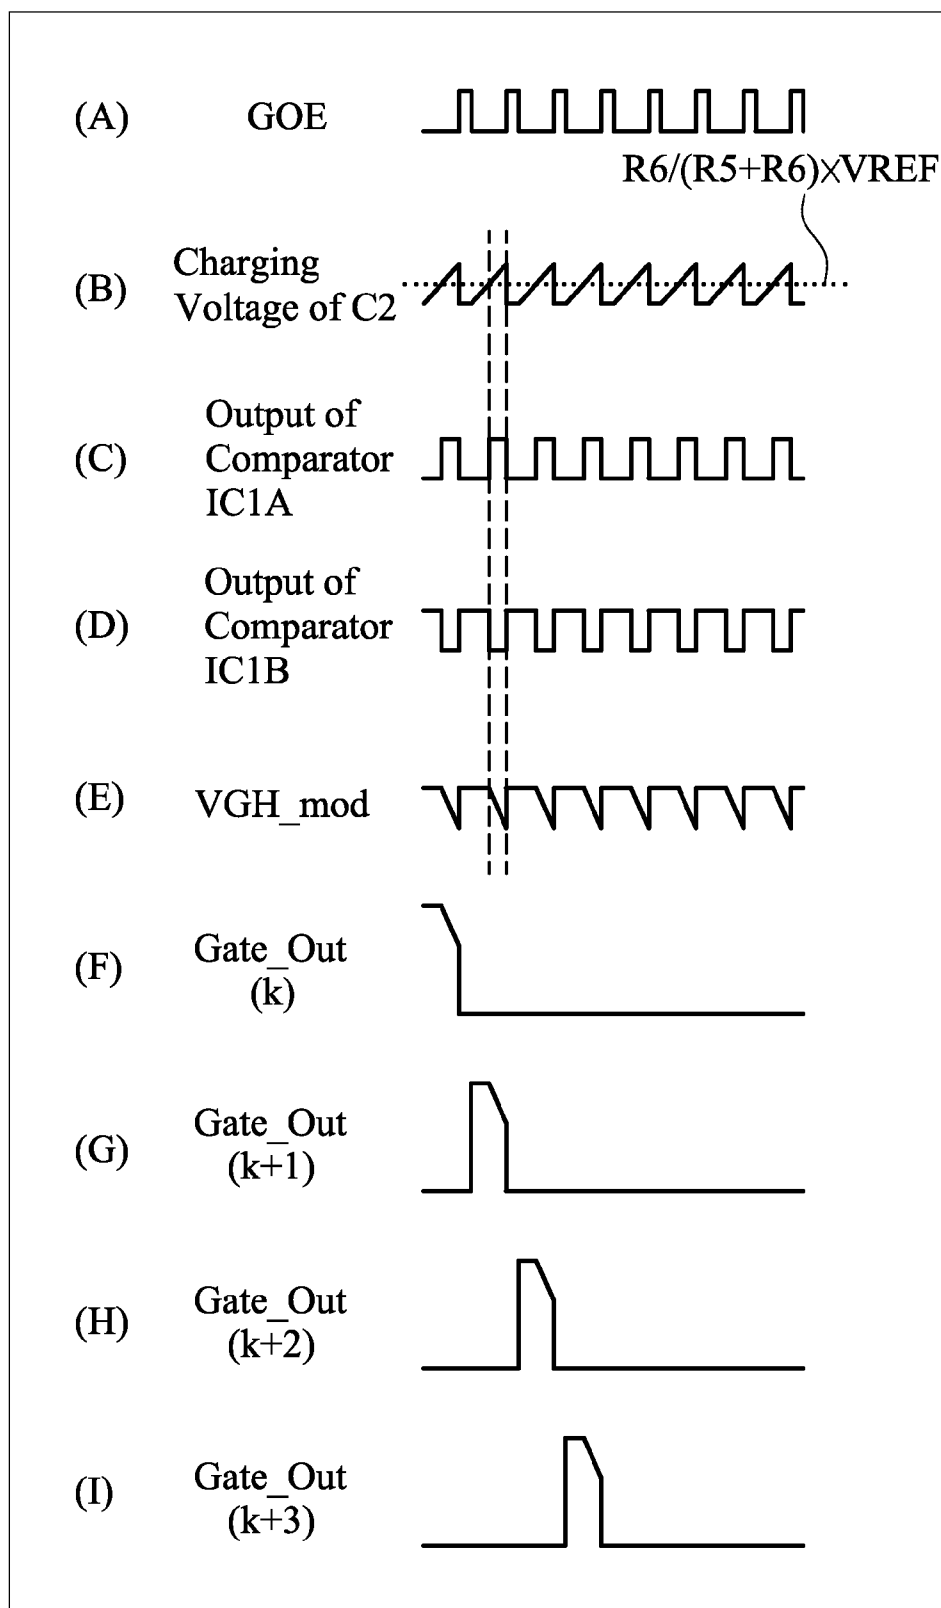 (A) GOE
R6/(R5+R6)×VREF
(B) Charging
Voltage of C2
(C) Output of
Comparator
IC1A
(D) Output of
Comparator
IC1B
(E) VGH_mod
(F) Gate_Out
(k)
(G) Gate_Out
(k+1)
(H) Gate_Out
(k+2)
(I) Gate_Out
(k+3)